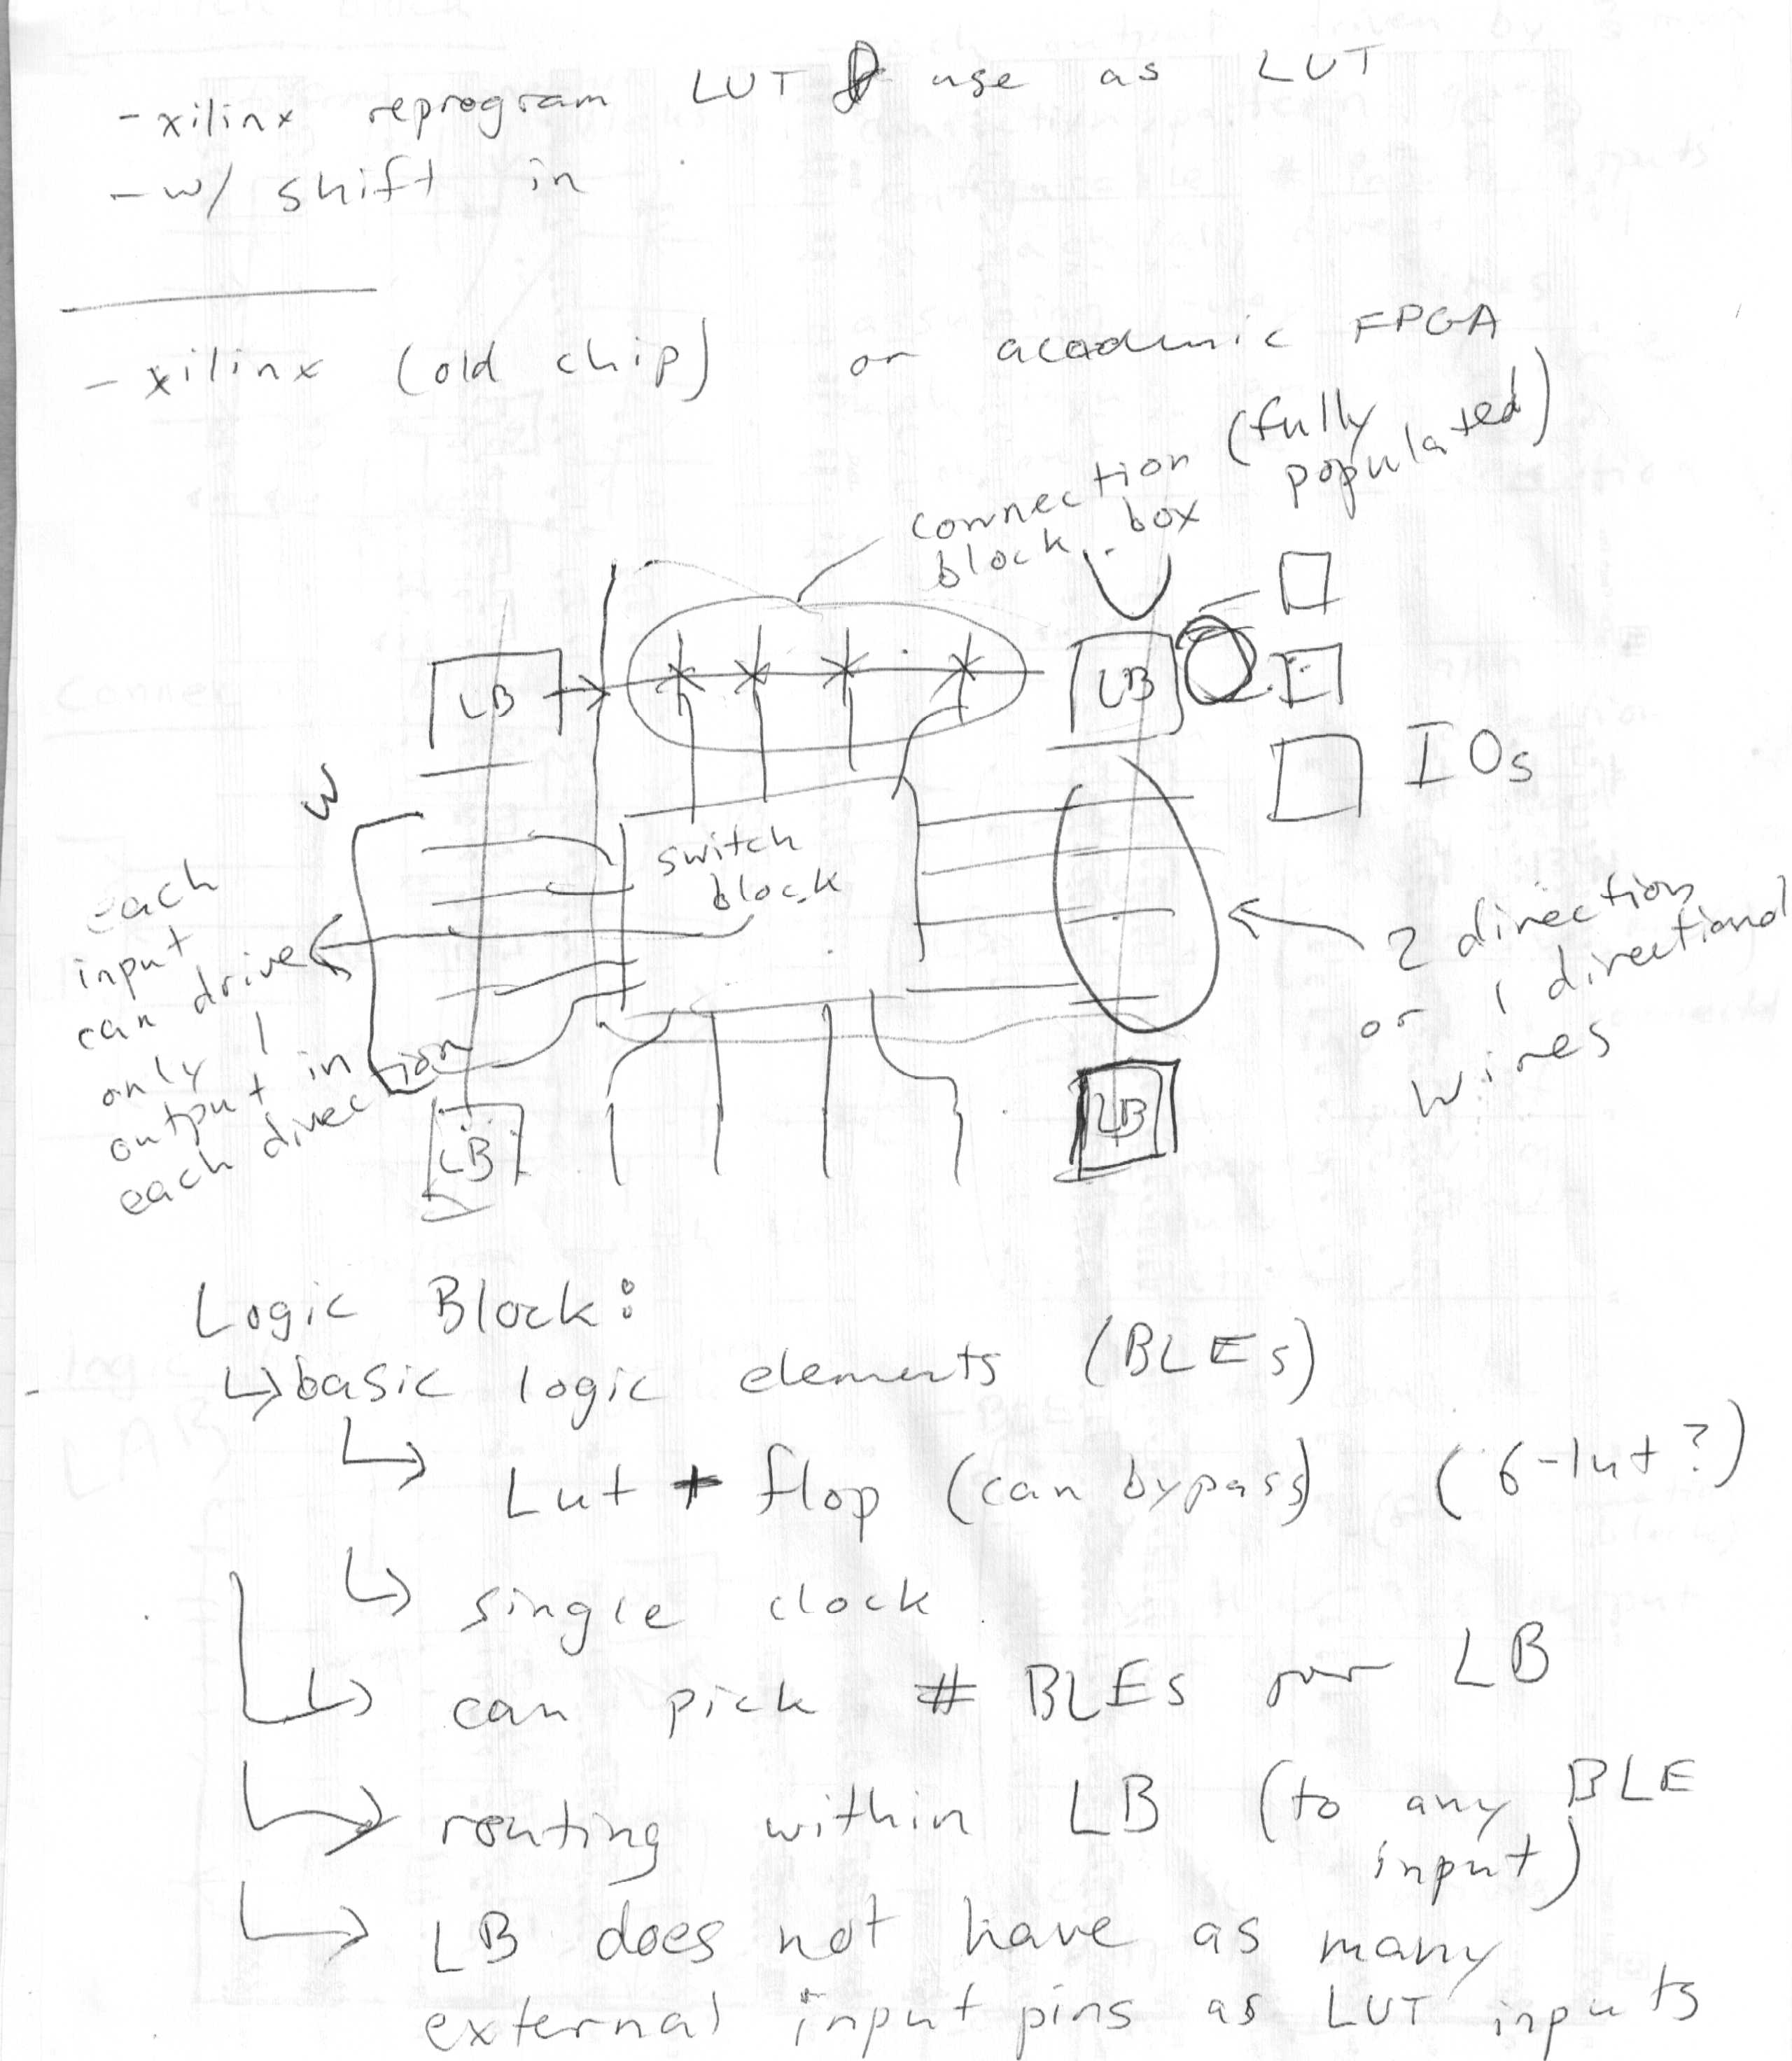 - xilinx reprogram LUT & use as LUT
- w/ shift in
- xilinx (old chip) or academic FPGA
connection (fully
block box populated)
LB
LB
IOs
W
switch
block
each
input
can drive
only 1
output in
each direction
2 direction
or 1 directional
wires
LB
LB
Logic Block:
↳ basic logic elements (BLEs)
↳ Lut + flop (can bypass) (6-lut?)
↳ single clock
↳ can pick # BLEs per LB
↳ routing within LB (to any BLE
input)
↳ LB does not have as many
external input pins as LUT inputs